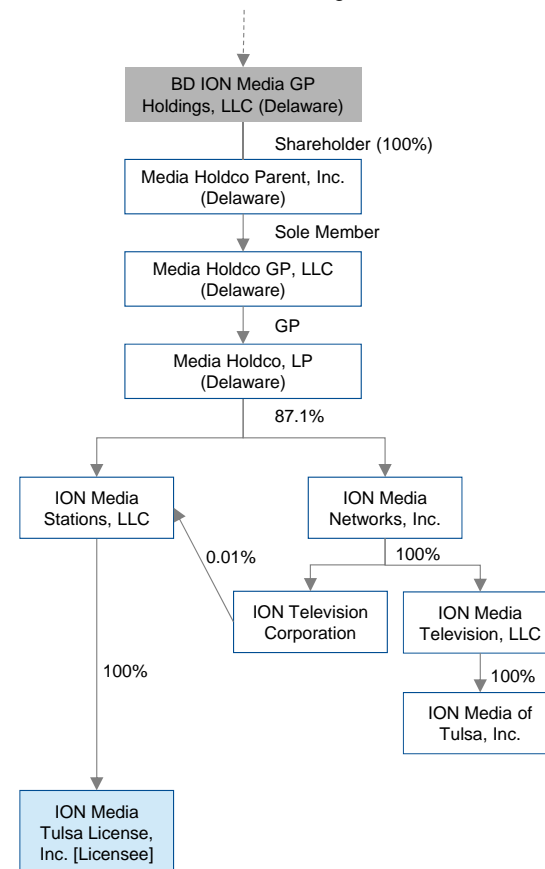 BD ION Media GP
Holdings, LLC (Delaware)
Shareholder (100%)
Media Holdco Parent, Inc.
(Delaware)
Sole Member
Media Holdco GP, LLC
(Delaware)
GP
Media Holdco, LP
(Delaware)
87.1%
ION Media
Stations, LLC
ION Media
Networks, Inc.
0.01%
100%
ION Television
Corporation
ION Media
Television, LLC
100%
100%
ION Media of
Tulsa, Inc.
ION Media
Tulsa License,
Inc. [Licensee]